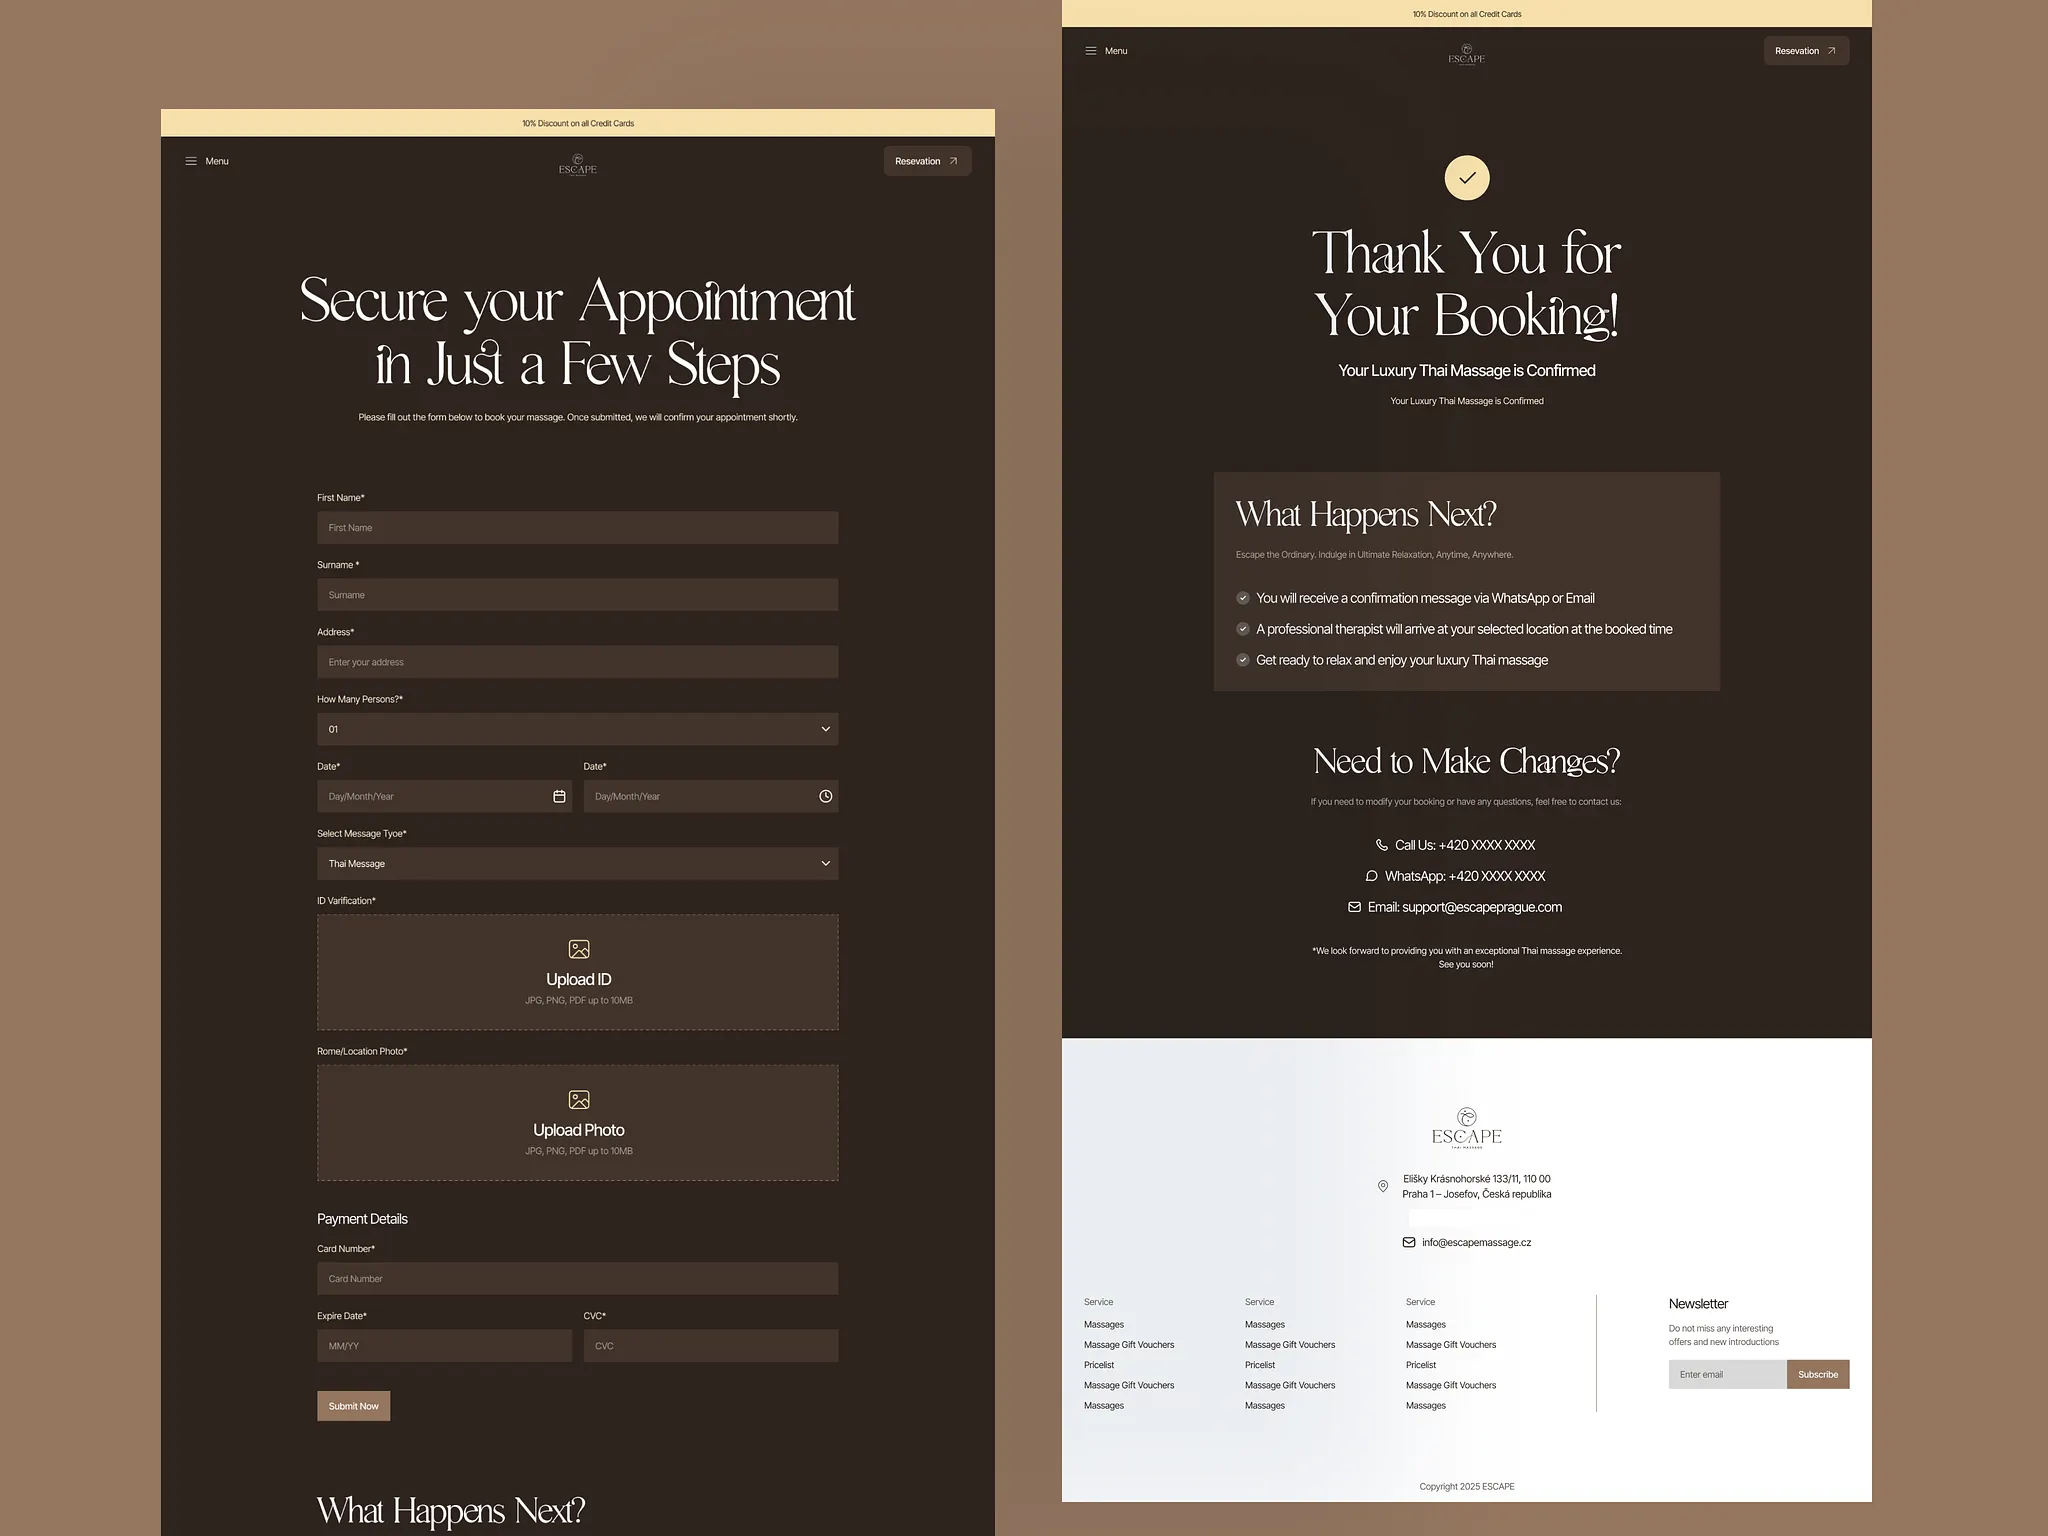 10% Discount on all Credit Cards
Menu
ESCAPE
Resevation
Secure your Appointment
in Just a Few Steps
Please fill out the form below to book your massage. Once submitted, we will confirm your appointment shortly.
First Name*
First Name
Surname *
Surname
Address*
Enter your address
How Many Persons?*
01
Date*
Date*
Day/Month/Year
Day/Month/Year
Select Message Tyoe*
Thai Message
ID Varification*
Upload ID
JPG, PNG, PDF up to 10MB
Rome/Location Photo*
Upload Photo
JPG, PNG, PDF up to 10MB
Payment Details
Card Number*
Card Number
Expire Date*
CVC*
MM/YY
CVC
Submit Now
What Happens Next?
10% Discount on all Credit Cards
Menu
ESCAPE
Resevation
Thank You for
Your Booking!
Your Luxury Thai Massage is Confirmed
Your Luxury Thai Massage is Confirmed
What Happens Next?
Escape the Ordinary. Indulge in Ultimate Relaxation, Anytime, Anywhere.
You will receive a confirmation message via WhatsApp or Email
A professional therapist will arrive at your selected location at the booked time
Get ready to relax and enjoy your luxury Thai massage
Need to Make Changes?
If you need to modify your booking or have any questions, feel free to contact us:
Call Us: +420 XXXX XXXX
WhatsApp: +420 XXXX XXXX
Email: support@escapeprague.com
*We look forward to providing you with an exceptional Thai massage experience.
See you soon!
ESCAPE
THAI MASSAGE
Elišky Krásnohorské 133/11, 110 00
Praha 1 – Josefov, Česká republika
info@escapemassage.cz
Service
Massages
Massage Gift Vouchers
Pricelist
Massage Gift Vouchers
Massages
Service
Massages
Massage Gift Vouchers
Pricelist
Massage Gift Vouchers
Massages
Service
Massages
Massage Gift Vouchers
Pricelist
Massage Gift Vouchers
Massages
Newsletter
Do not miss any interesting
offers and new introductions
Enter email
Subscribe
Copyright 2025 ESCAPE